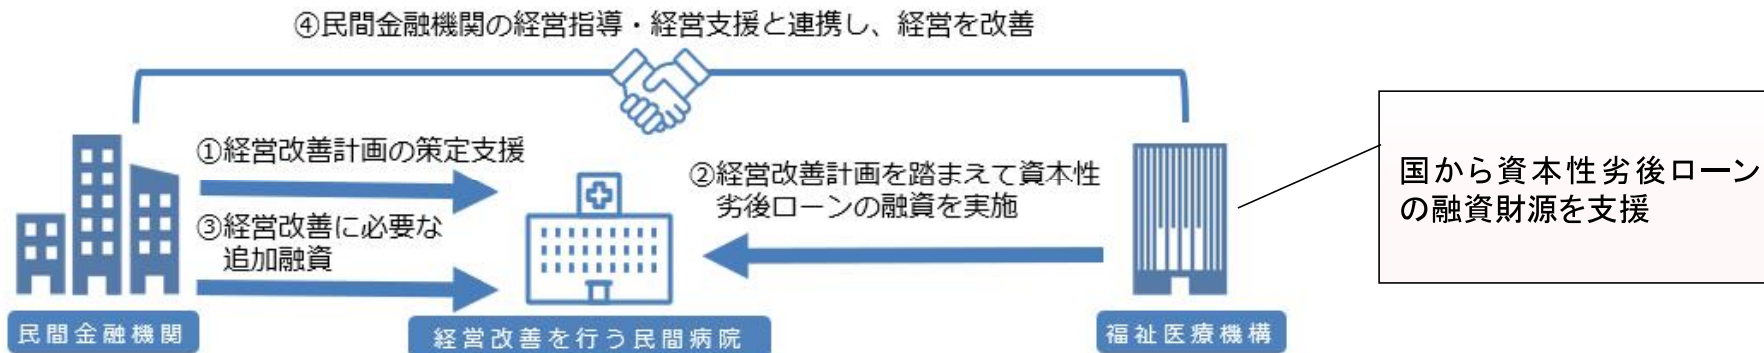 ④民間金融機関の経営指導・経営支援と連携し、経営を改善
①経営改善計画の策定支援
③経営改善に必要な
追加融資
②経営改善計画を踏まえて資本性
劣後ローンの融資を実施
国から資本性劣後ローン
の融資財源を支援
民間金融機関
経営改善を行う民間病院
福祉医療機構